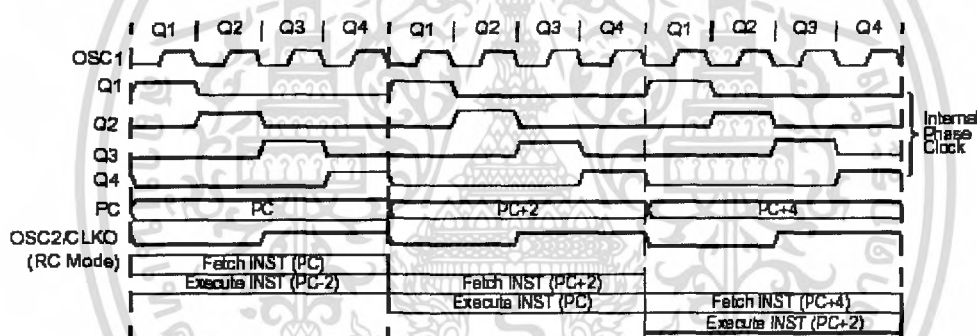 Q1 | Q2 | Q3 | Q4 | Q1 | Q2 | Q3 | Q4 | Q1 | Q2 | Q3 | Q4
OSC1
Q1
Q2
Q3
Q4
Internal
Phase
Clock
PC PC PC+2 PC+4
OSC2/CLKO
(RC Mode)
Fetch INST (PC)
Execute INST (PC-2) Fetch INST (PC+2)
Execute INST (PC) Fetch INST (PC+4)
Execute INST (PC+2)